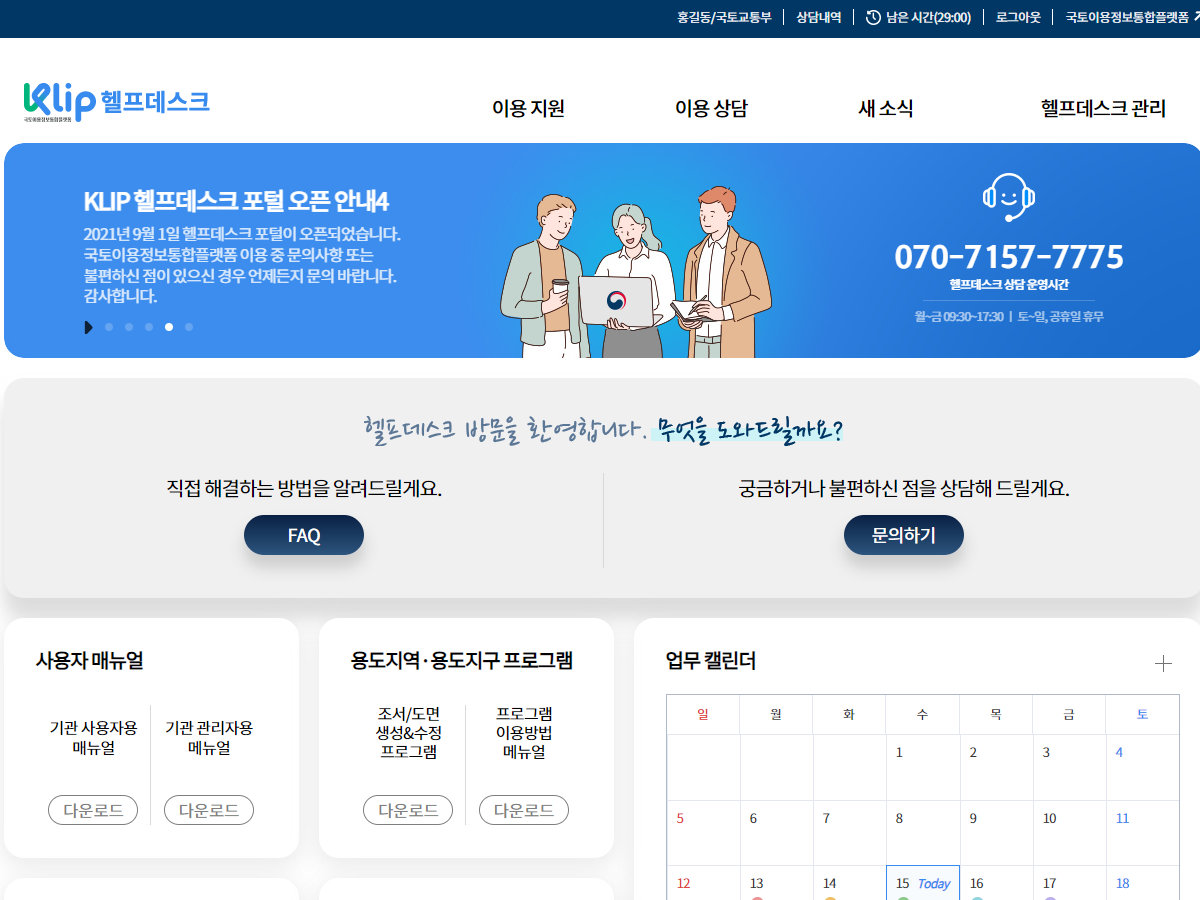 홍길동/국토교통부 상담내역 남은 시간(29:00) 로그아웃 국토이용정보통합플랫폼
Klip 헬프데스크
국토이용정보통합플랫폼
이용 지원 이용 상담 새 소식 헬프데스크 관리
KLIP 헬프데스크 포털 오픈 안내4
2021년 9월 1일 헬프데스크 포털이 오픈되었습니다.
국토이용정보통합플랫폼 이용 중 문의사항 또는
불편하신 점이 있으신 경우 언제든지 문의 바랍니다.
감사합니다.
070-7157-7775
헬프데스크 상담 운영시간
월~금 09:30~17:30 | 토~일, 공휴일 휴무
헬프데스크 방문을 환영합니다. 무엇을 도와드릴까요?
직접 해결하는 방법을 알려드릴게요.
FAQ
궁금하거나 불편하신 점을 상담해 드릴게요.
문의하기
사용자 매뉴얼
기관 사용자용
매뉴얼
다운로드
기관 관리자용
메뉴얼
다운로드
용도지역·용도지구 프로그램
조서/도면
생성&수정
프로그램
다운로드
프로그램
이용방법
메뉴얼
다운로드
업무 캘린더
일 월 화 수 목 금 토
1 2 3 4
5 6 7 8 9 10 11
12 13 14 15 Today 16 17 18